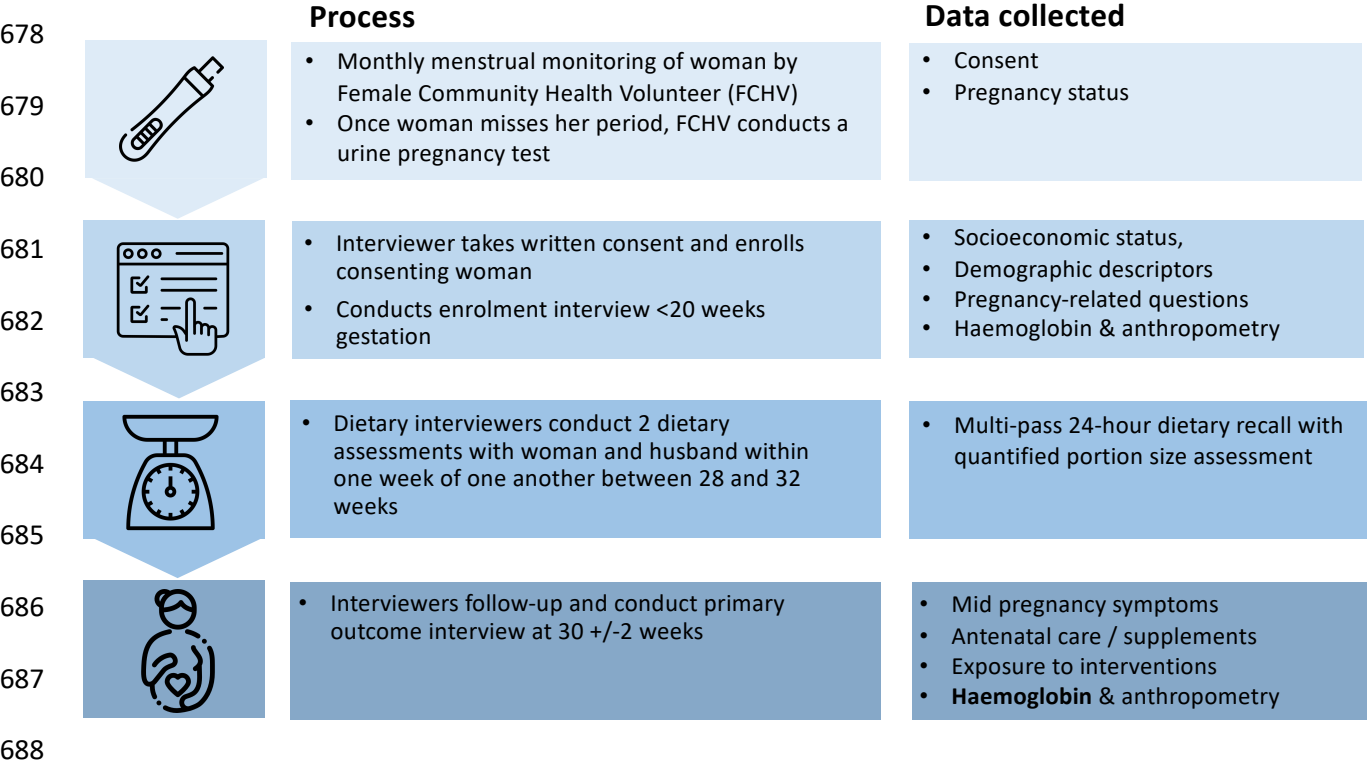 Process
Data collected
678
• Monthly menstrual monitoring of woman by
Female Community Health Volunteer (FCHV)
• Once woman misses her period, FCHV conducts a
urine pregnancy test
• Consent
• Pregnancy status
679
680
681
• Interviewer takes written consent and enrolls
consenting woman
• Conducts enrolment interview <20 weeks
gestation
• Socioeconomic status,
• Demographic descriptors
• Pregnancy-related questions
• Haemoglobin & anthropometry
682
683
• Dietary interviewers conduct 2 dietary
assessments with woman and husband within
one week of one another between 28 and 32
weeks
• Multi-pass 24-hour dietary recall with
quantified portion size assessment
684
685
686
• Interviewers follow-up and conduct primary
outcome interview at 30 +/-2 weeks
• Mid pregnancy symptoms
• Antenatal care / supplements
• Exposure to interventions
• Haemoglobin & anthropometry
687
688